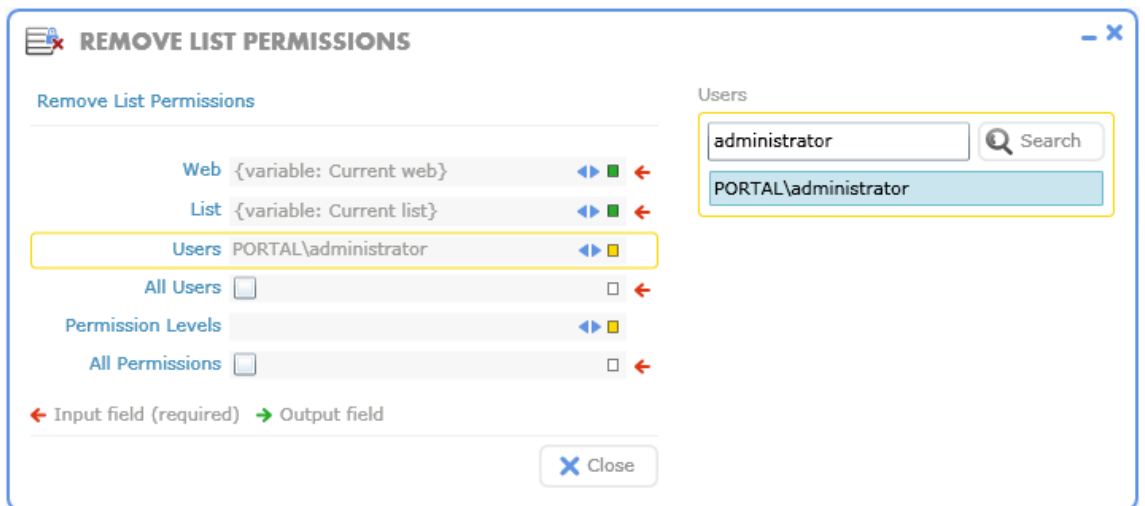 REMOVE LIST PERMISSIONS
Remove List Permissions
Web {variable: Current web}
List {variable: Current list}
Users PORTAL\administrator
All Users
Permission Levels
All Permissions
Input field (required) Output field
Close
Users
administrator Search
PORTAL\administrator